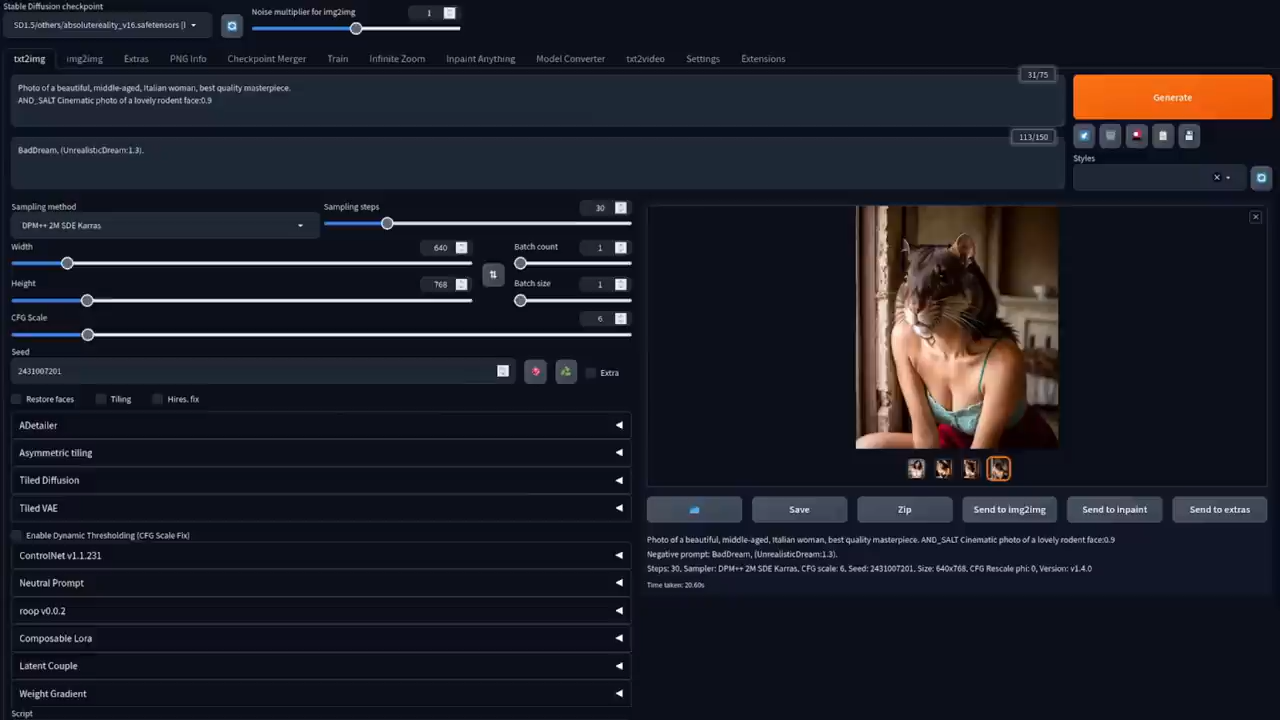 Stable Diffusion checkpoint
SD1.5/others/absolutereality_v16.safetensors [
Noise multiplier for img2img
1
txt2img
img2img
Extras
PNG Info
Checkpoint Merger
Train
Infinite Zoom
Inpaint Anything
Model Converter
txt2video
Settings
Extensions
31/75
Photo of a beautiful, middle-aged, Italian woman, best quality masterpiece.
AND_SALT Cinematic photo of a lovely rodent face:0.9
Generate
113/150
BadDream, (UnrealisticDream:1.3).
Styles
Sampling method
DPM++ 2M SDE Karras
Sampling steps
30
Width
640
Batch count
1
Height
768
Batch size
1
CFG Scale
6
Seed
2431007201
Extra
Restore faces
Tiling
Hires. fix
ADetailer
Asymmetric tiling
Tiled Diffusion
Tiled VAE
Enable Dynamic Thresholding (CFG Scale Fix)
ControlNet v1.1.231
Neutral Prompt
roop v0.0.2
Composable Lora
Latent Couple
Weight Gradient
Script
Save
Zip
Send to img2img
Send to inpaint
Send to extras
Photo of a beautiful, middle-aged, Italian woman, best quality masterpiece. AND_SALT Cinematic photo of a lovely rodent face:0.9
Negative prompt: BadDream, (UnrealisticDream:1.3).
Steps: 30, Sampler: DPM++ 2M SDE Karras, CFG scale: 6, Seed: 2431007201, Size: 640x768, CFG Rescale phi: 0, Version: v1.4.0
Time taken: 20.60s